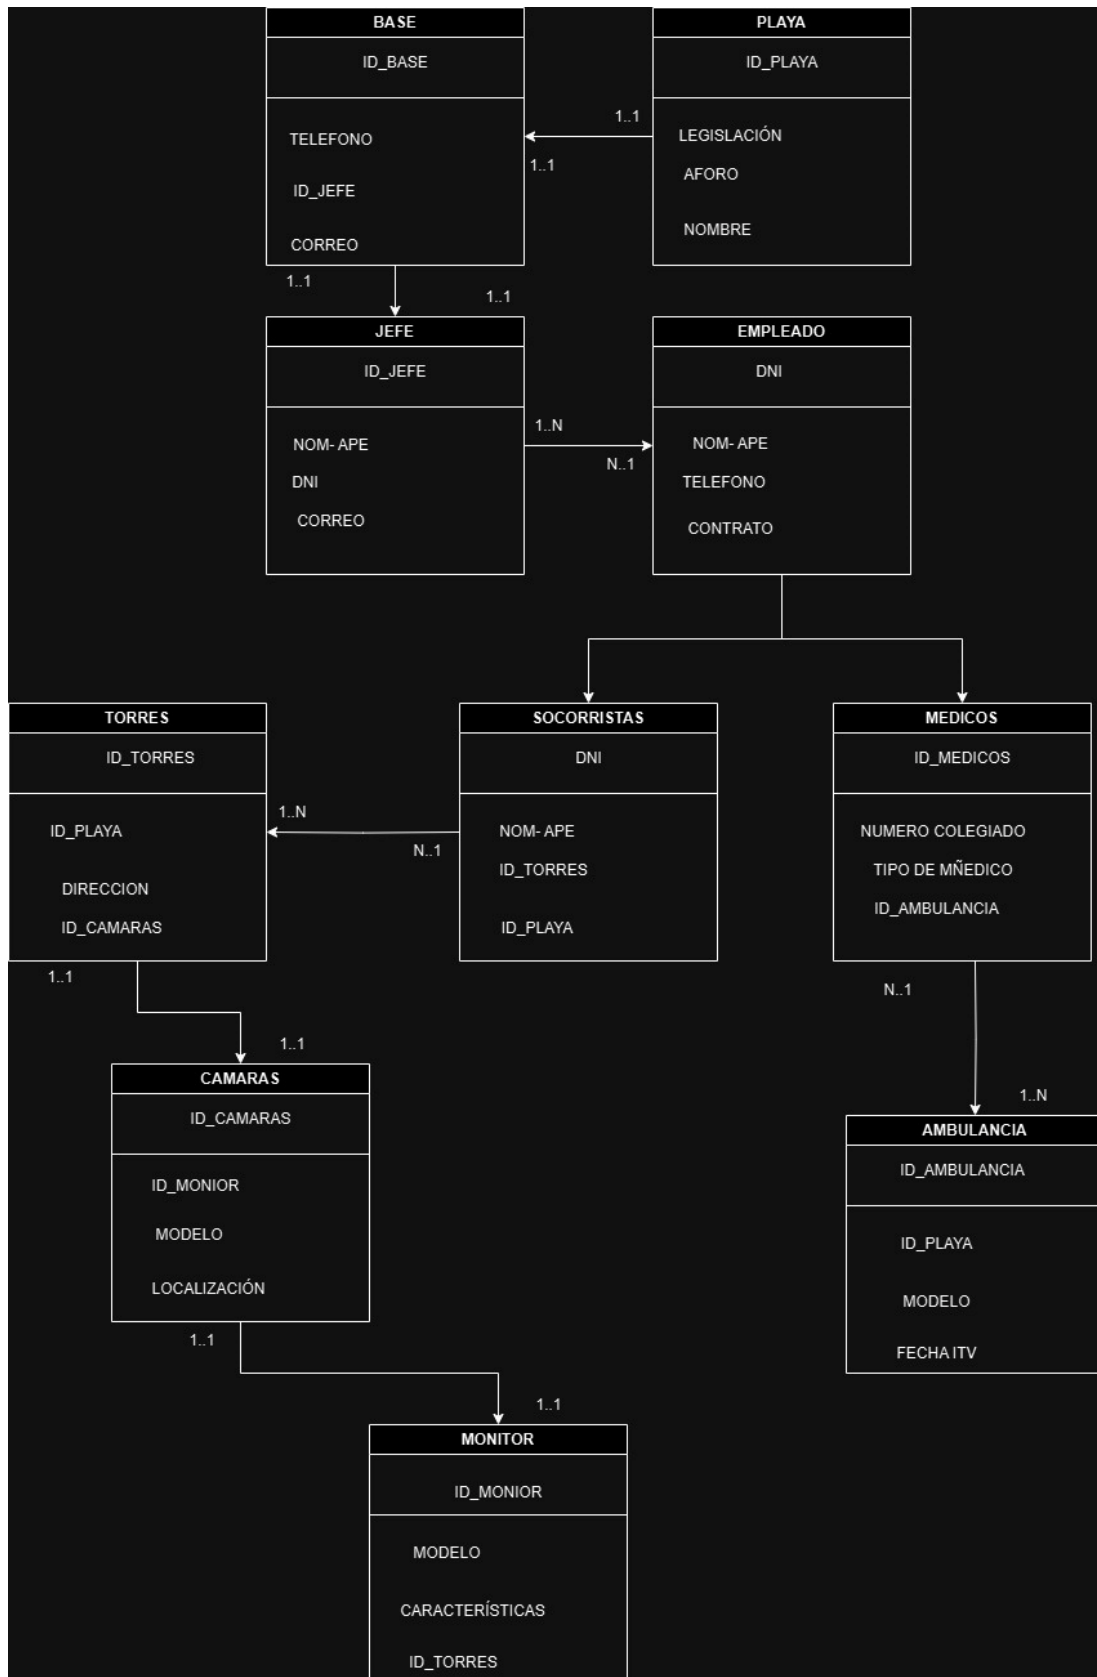 BASE
ID_BASE
TELEFONO
ID_JEFE
CORREO
PLAYA
ID_PLAYA
LEGISLACIÓN
AFORO
NOMBRE
1..1
1..1
1..1
1..1
JEFE
ID_JEFE
NOM- APE
DNI
CORREO
1..N
N..1
EMPLEADO
DNI
NOM- APE
TELEFONO
CONTRATO
TORRES
ID_TORRES
ID_PLAYA
DIRECCION
ID_CAMARAS
1..N
N..1
SOCORRISTAS
DNI
NOM- APE
ID_TORRES
ID_PLAYA
MEDICOS
ID_MEDICOS
NUMERO COLEGIADO
TIPO DE MÑEDICO
ID_AMBULANCIA
1..1
1..1
N..1
1..N
CAMARAS
ID_CAMARAS
ID_MONIOR
MODELO
LOCALIZACIÓN
AMBULANCIA
ID_AMBULANCIA
ID_PLAYA
MODELO
FECHA ITV
1..1
1..1
MONITOR
ID_MONIOR
MODELO
CARACTERÍSTICAS
ID_TORRES